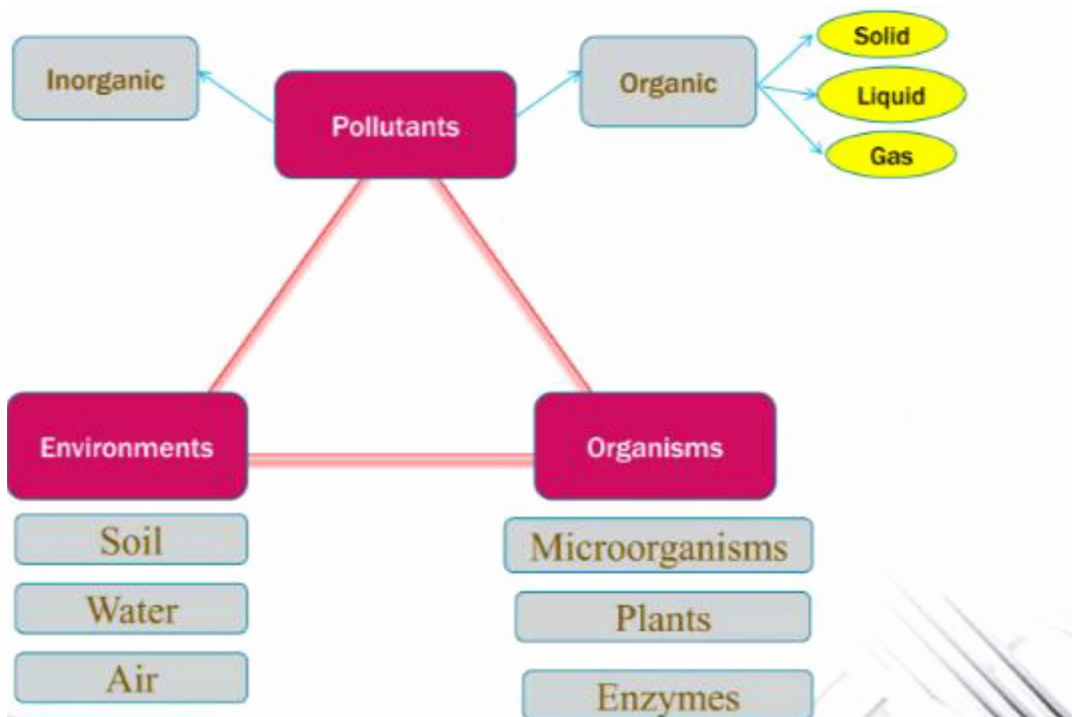 Solid
Inorganic
Organic
Liquid
Pollutants
Gas
Environments
Organisms
Soil
Microorganisms
Water
Plants
Air
Enzymes